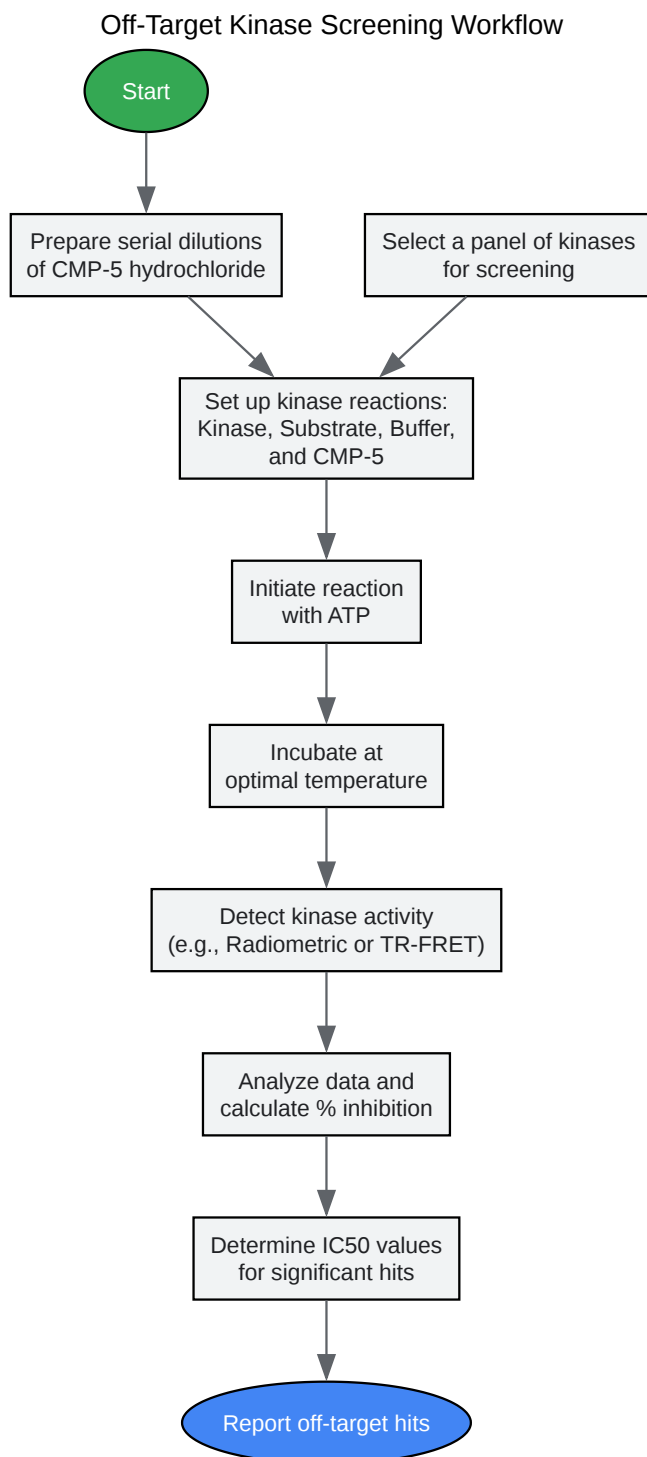 Off-Target Kinase Screening Workflow
Start
Prepare serial dilutions
of CMP-5 hydrochloride
Select a panel of kinases
for screening
Set up kinase reactions:
Kinase, Substrate, Buffer,
and CMP-5
Initiate reaction
with ATP
Incubate at
optimal temperature
Detect kinase activity
(e.g., Radiometric or TR-FRET)
Analyze data and
calculate % inhibition
Determine IC50 values
for significant hits
Report off-target hits